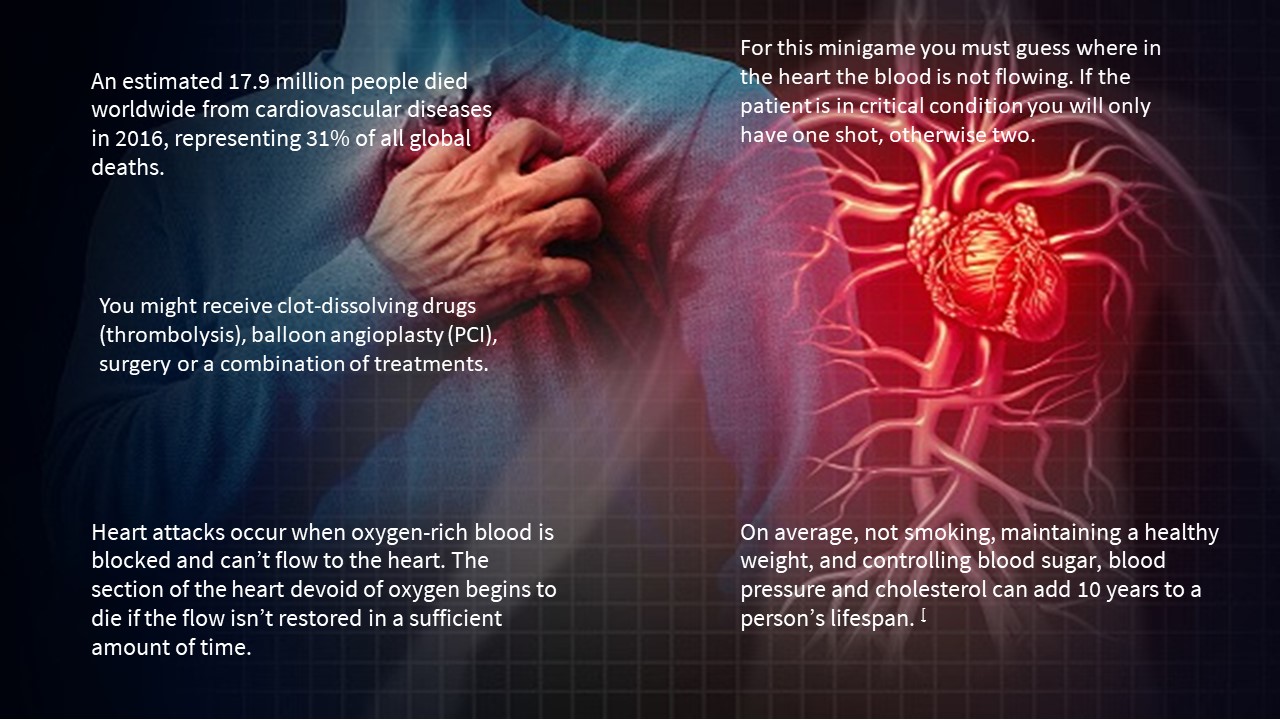 An estimated 17.9 million people died
worldwide from cardiovascular diseases
in 2016, representing 31% of all global
deaths.
For this minigame you must guess where in
the heart the blood is not flowing. If the
patient is in critical condition you will only
have one shot, otherwise two.
You might receive clot-dissolving drugs
(thrombolysis), balloon angioplasty (PCI),
surgery or a combination of treatments.
Heart attacks occur when oxygen-rich blood is
blocked and can’t flow to the heart. The
section of the heart devoid of oxygen begins to
die if the flow isn’t restored in a sufficient
amount of time.
On average, not smoking, maintaining a healthy
weight, and controlling blood sugar, blood
pressure and cholesterol can add 10 years to a
person’s lifespan. [